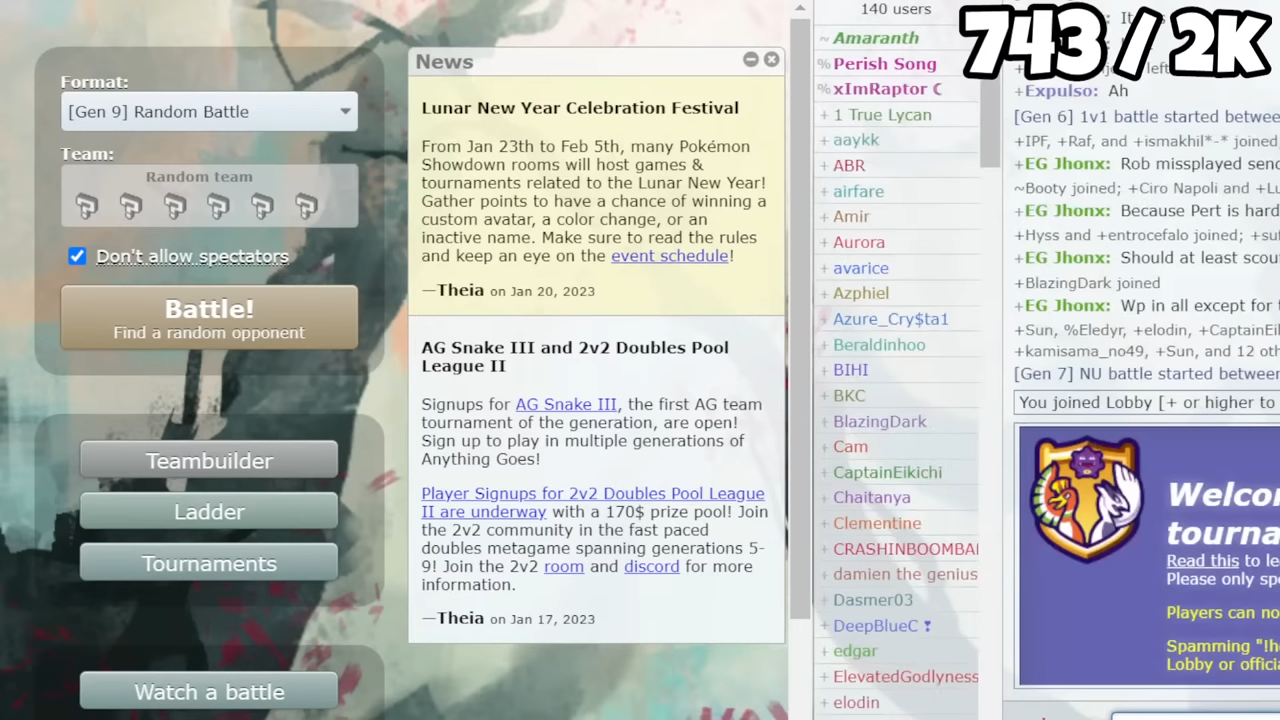 Format:
[Gen 9] Random Battle
Team:
Random team
Don't allow spectators
Battle!
Find a random opponent
Teambuilder
Ladder
Tournaments
Watch a battle
News
Lunar New Year Celebration Festival
From Jan 23th to Feb 5th, many Pokémon
Showdown rooms will host games &
tournaments related to the Lunar New Year!
Gather points to have a chance of winning a
custom avatar, a color change, or an
inactive name. Make sure to read the rules
and keep an eye on the event schedule!
—Theia on Jan 20, 2023
AG Snake III and 2v2 Doubles Pool
League II
Signups for AG Snake III, the first AG team
tournament of the generation, are open!
Sign up to play in multiple generations of
Anything Goes!
Player Signups for 2v2 Doubles Pool League
II are underway with a 170$ prize pool! Join
the 2v2 community in the fast paced
doubles metagame spanning generations 5-
9! Join the 2v2 room and discord for more
information.
—Theia on Jan 17, 2023
140 users
~ Amaranth
% Perish Song
% xImRaptor ☾
+ 1 True Lycan
+ aaykk
+ ABR
+ airfare
+ Amir
+ Aurora
+ avarice
+ Azphiel
+ Azure_Cry$ta1
+ Beraldinhoo
+ BIHI
+ BKC
+ BlazingDark
+ Cam
+ CaptainEikichi
+ Chaitanya
+ Clementine
+ CRASHINBOOMBA
+ damien the genius
+ Dasmer03
+ DeepBlueC ❣
+ edgar
+ ElevatedGodlyness
+ elodin
743 / 2K
+Expulso: Ah
[Gen 6] 1v1 battle started betwee
+IPF, +Raf, and +ismakhil*-* joined;
+EG Jhonx: Rob missplayed send
~Booty joined; +Ciro Napoli and +Lu
+EG Jhonx: Because Pert is hard
+Hyss and +entrocefalo joined; +su
+EG Jhonx: Should at least scou
+BlazingDark joined
+EG Jhonx: Wp in all except for t
+Sun, %Eledyr, +elodin, +CaptainEi
+kamisama_no49, +Sun, and 12 ot
[Gen 7] NU battle started between
You joined Lobby [+ or higher to
Welco
tourna
Read this to le
Please only spe
Players can no
Spamming "!h
Lobby or officia